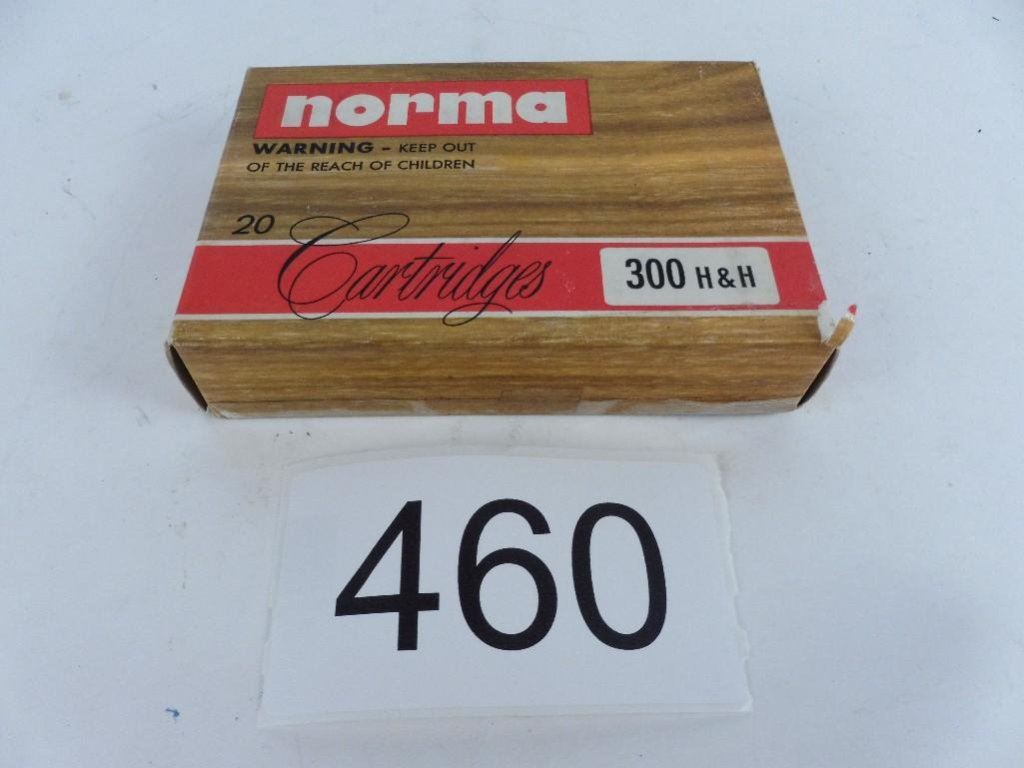 norma
WARNING - KEEP OUT
OF THE REACH OF CHILDREN
20
Cartridges
300 H & H
460